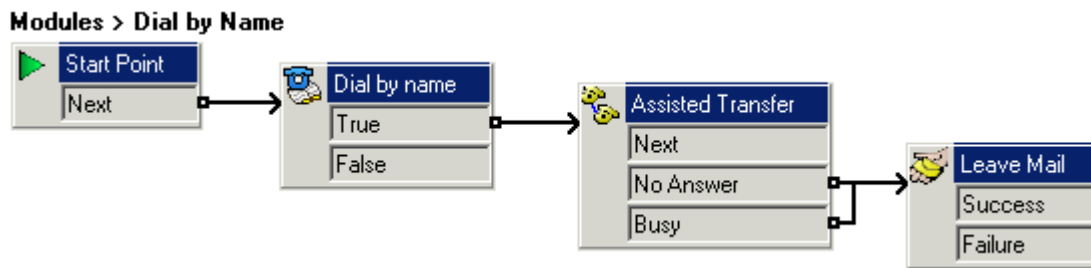 Modules > Dial by Name
Start Point
Next
Dial by name
True
False
Assisted Transfer
Next
No Answer
Busy
Leave Mail
Success
Failure